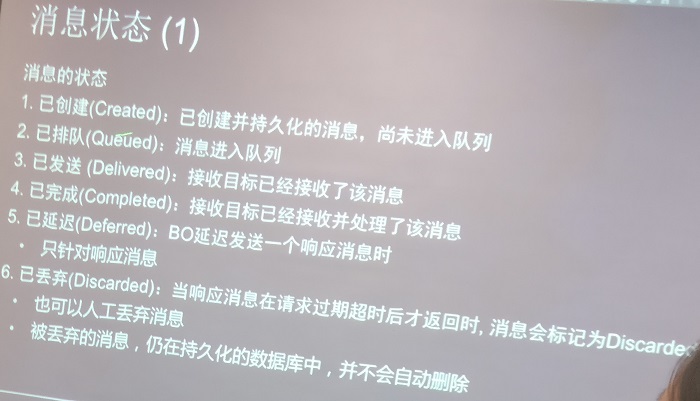 消息状态 (1)
消息的状态
1. 已创建(Created)：已创建并持久化的消息，尚未进入队列
2. 已排队(Queued)：消息进入队列
3. 已发送 (Delivered)：接收目标已经接收了该消息
4. 已完成(Completed)：接收目标已经接收并处理了该消息
5. 已延迟(Deferred)：BO延迟发送一个响应消息时
• 只针对响应消息
6. 已丢弃(Discarded)：当响应消息在请求过期超时后才返回时, 消息会标记为Discarde
• 也可以人工丢弃消息
• 被丢弃的消息，仍在持久化的数据库中，并不会自动删除